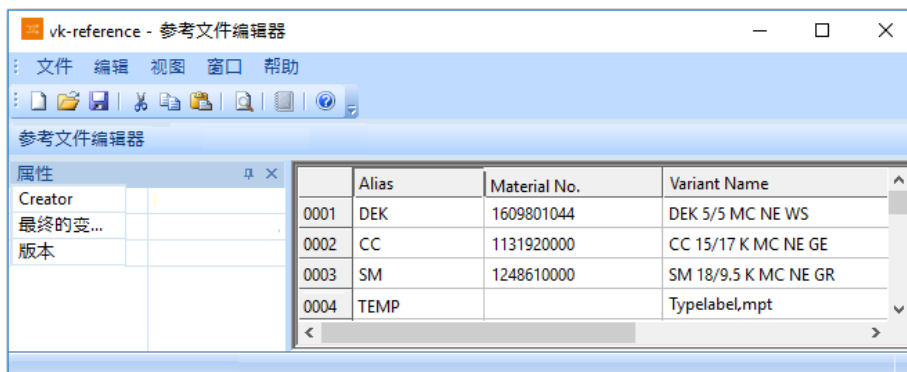 vk-reference - 参考文件编辑器
文件 编辑 视图 窗口 帮助
参考文件编辑器
属性
Creator
最终的变...
版本
Alias Material No. Variant Name
0001 DEK 1609801044 DEK 5/5 MC NE WS
0002 CC 1131920000 CC 15/17 K MC NE GE
0003 SM 1248610000 SM 18/9.5 K MC NE GR
0004 TEMP Typelabel,mpt